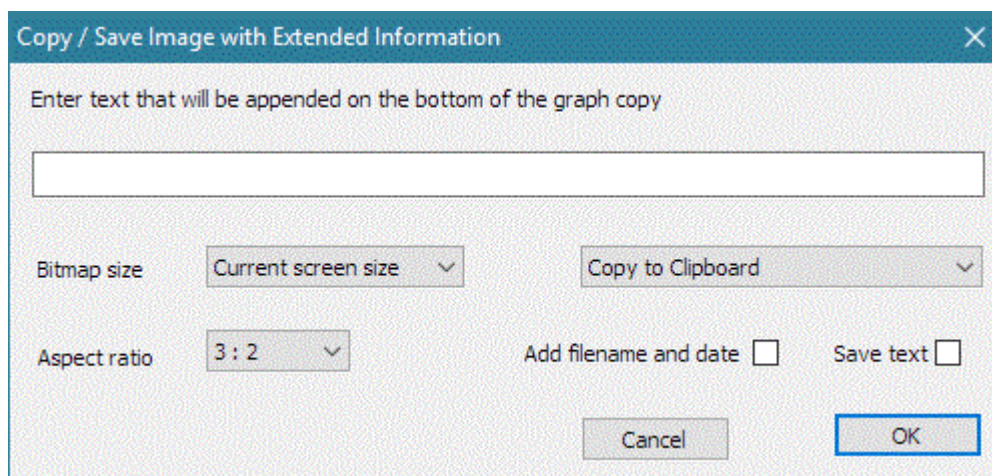 Copy / Save Image with Extended Information
Enter text that will be appended on the bottom of the graph copy
Bitmap size
Current screen size
Copy to Clipboard
Aspect ratio
3 : 2
Add filename and date
Save text
Cancel
OK